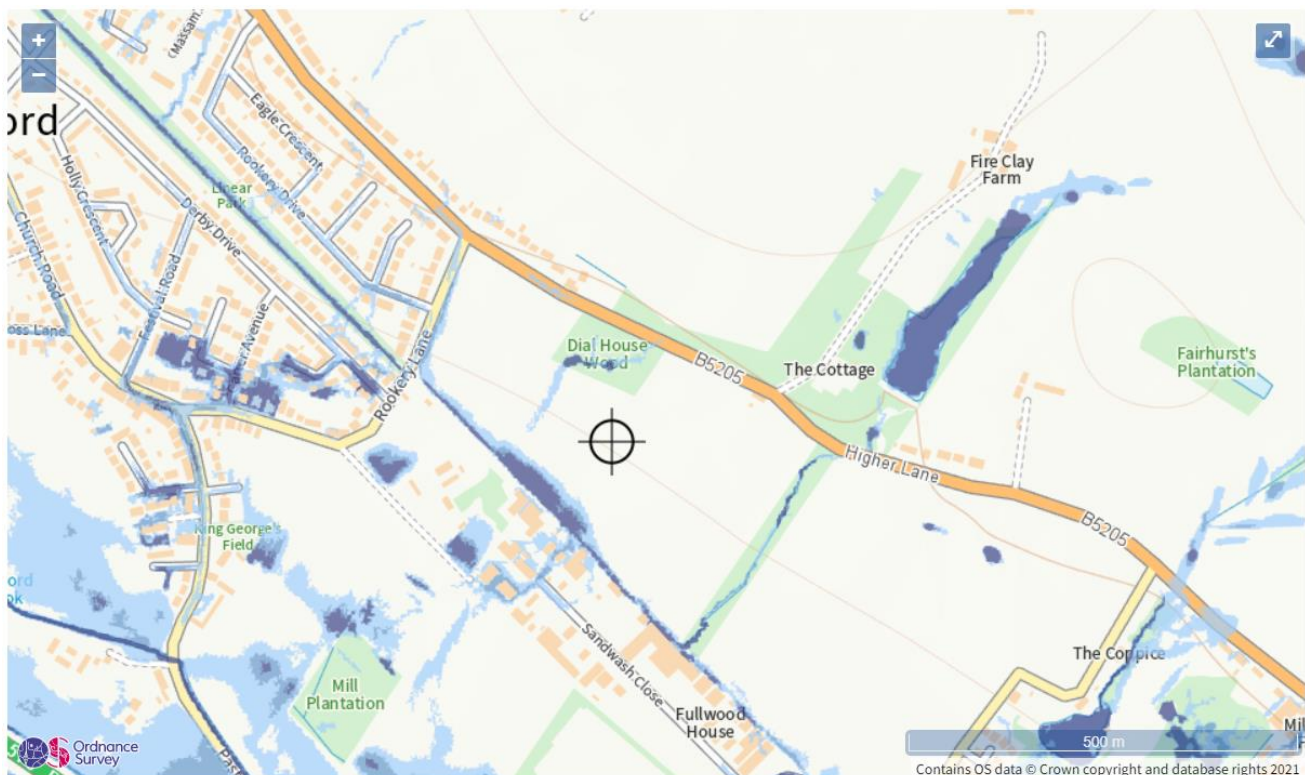 +
−
ord
(Massam
Eagle Crescent
Rookery Drive
Linear
Park
Holly Crescent
Derby Drive
Church Road
Festival Road
Avenue
Rookery Lane
Fire Clay
Farm
Dial House
Wood
B5205
The Cottage
Fairhurst's
Plantation
Higher Lane
B5205
King George's
Field
Sandwash Close
The Coppice
Mill
Plantation
Fullwood
House
Ordnance
Survey
500 m
Contains OS data © Crown copyright and database rights 2021